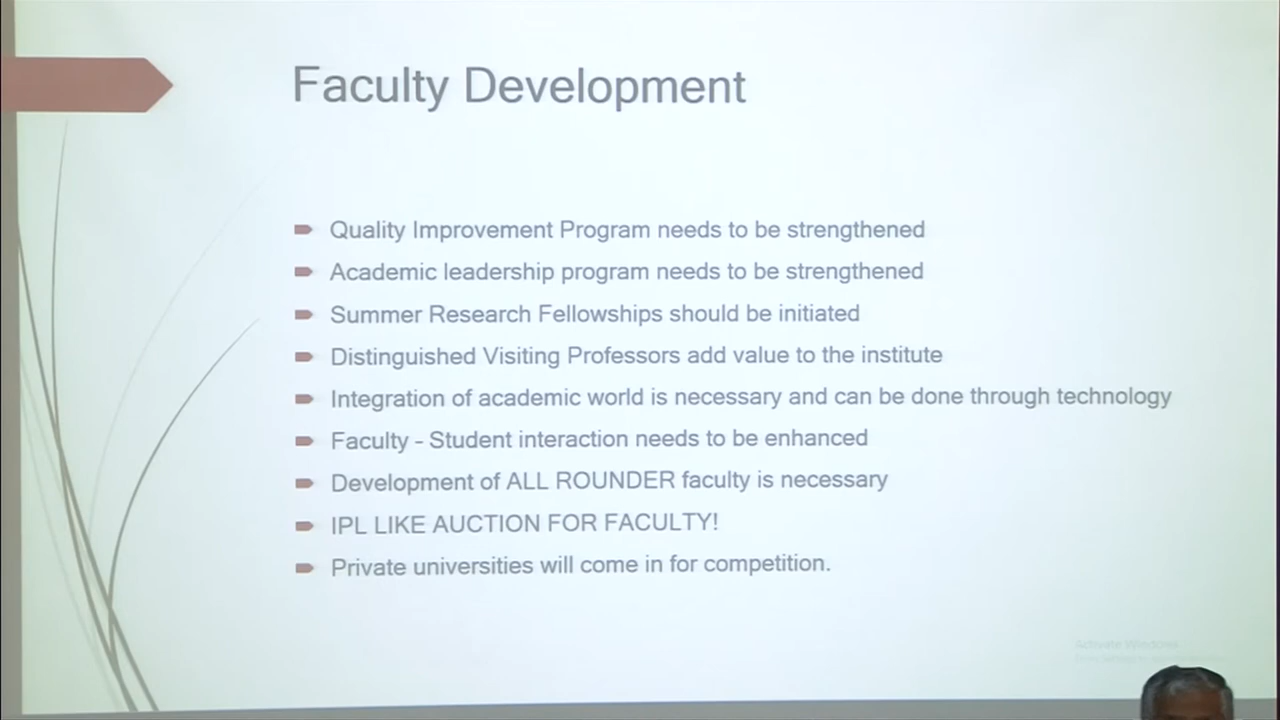 Faculty Development
Quality Improvement Program needs to be strengthened
Academic leadership program needs to be strengthened
Summer Research Fellowships should be initiated
Distinguished Visiting Professors add value to the institute
Integration of academic world is necessary and can be done through technology
Faculty - Student interaction needs to be enhanced
Development of ALL ROUNDER faculty is necessary
IPL LIKE AUCTION FOR FACULTY!
Private universities will come in for competition.
Activate Windows